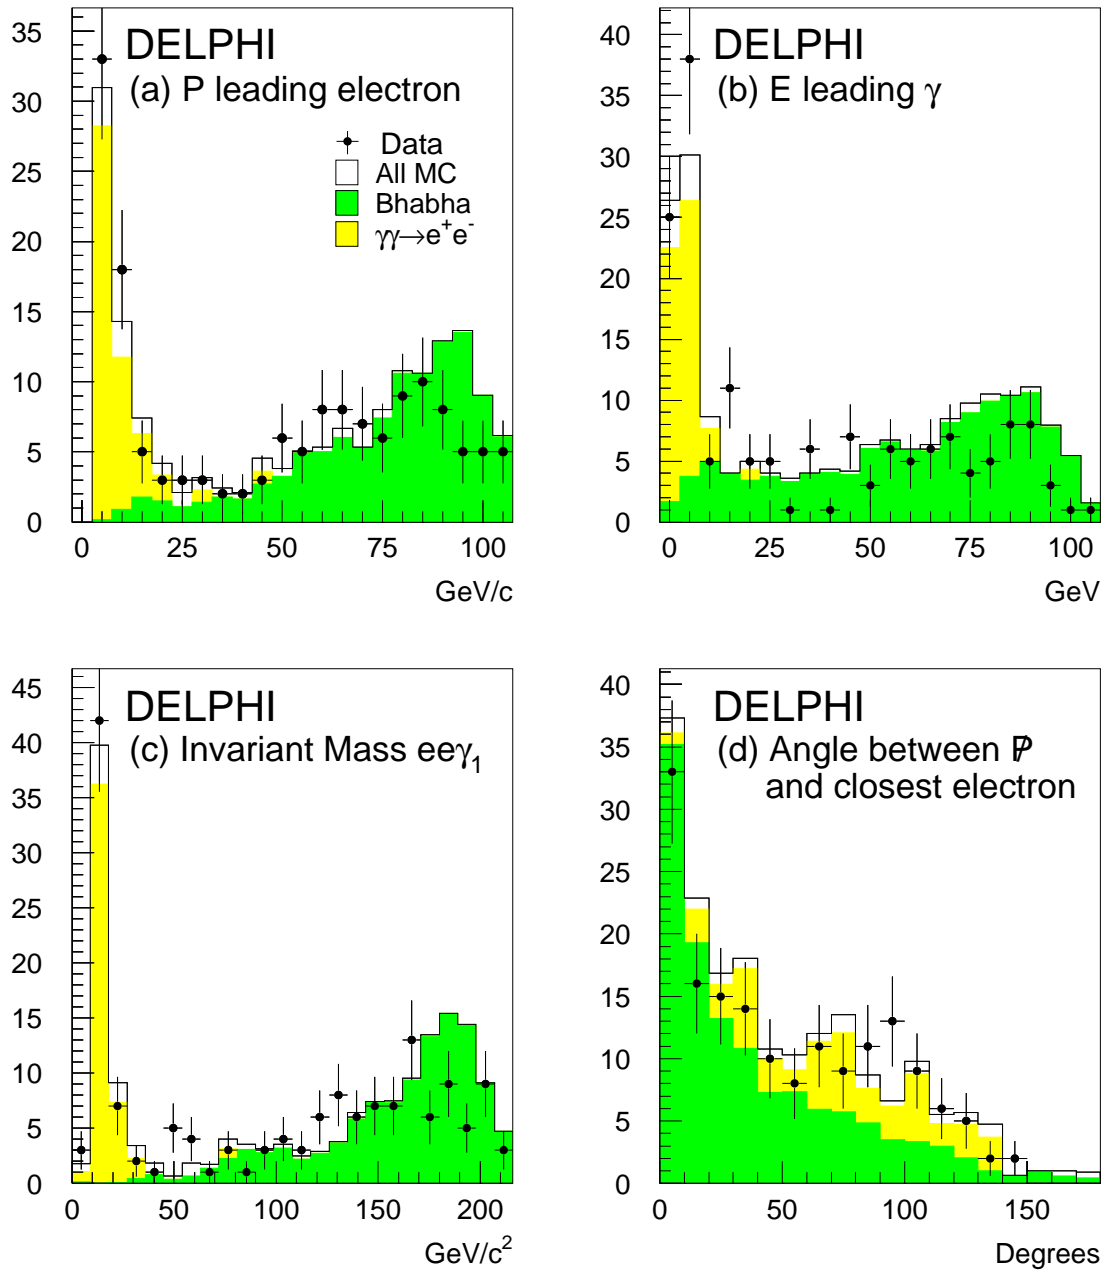 DELPHI
(a) P leading electron
Data
All MC
Bhabha
γγ→e⁺e⁻
35
30
25
20
15
10
5
0
0 25 50 75 100
GeV/c
DELPHI
(b) E leading γ
40
35
30
25
20
15
10
5
0
0 25 50 75 100
GeV
DELPHI
(c) Invariant Mass eeγ₁
45
40
35
30
25
20
15
10
5
0
0 50 100 150 200
GeV/c²
DELPHI
(d) Angle between P̸
and closest electron
40
35
30
25
20
15
10
5
0
0 50 100 150
Degrees